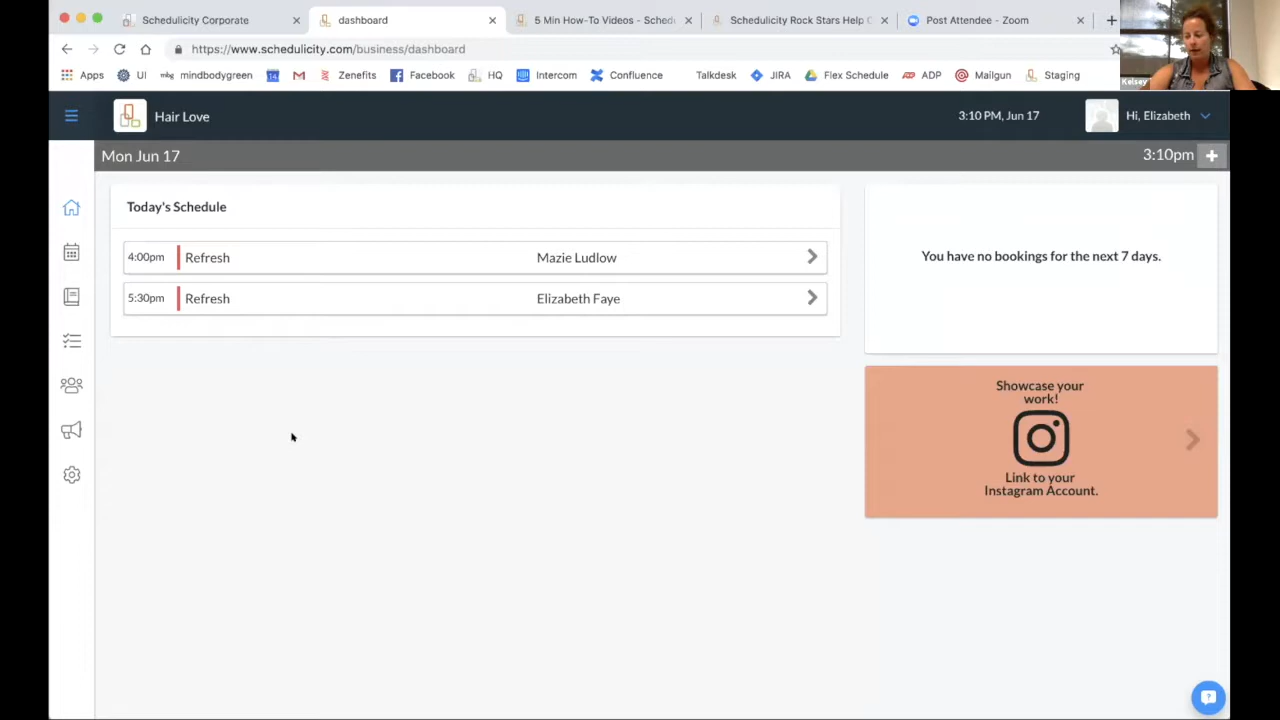 Schedulicity Corporate
dashboard
5 Min How-To Videos - Schedu
Schedulicity Rock Stars Help C
Post Attendee - Zoom
https://www.schedulicity.com/business/dashboard
Apps
UI
mbg mindbodygreen
Zenefits
Facebook
HQ
Intercom
Confluence
Talkdesk
JIRA
Flex Schedule
ADP
Mailgun
Staging
Kelsey
Hair Love
3:10 PM, Jun 17
Hi, Elizabeth
Mon Jun 17
3:10pm
Today's Schedule
4:00pm Refresh Mazie Ludlow
5:30pm Refresh Elizabeth Faye
You have no bookings for the next 7 days.
Showcase your
work!
Link to your
Instagram Account.